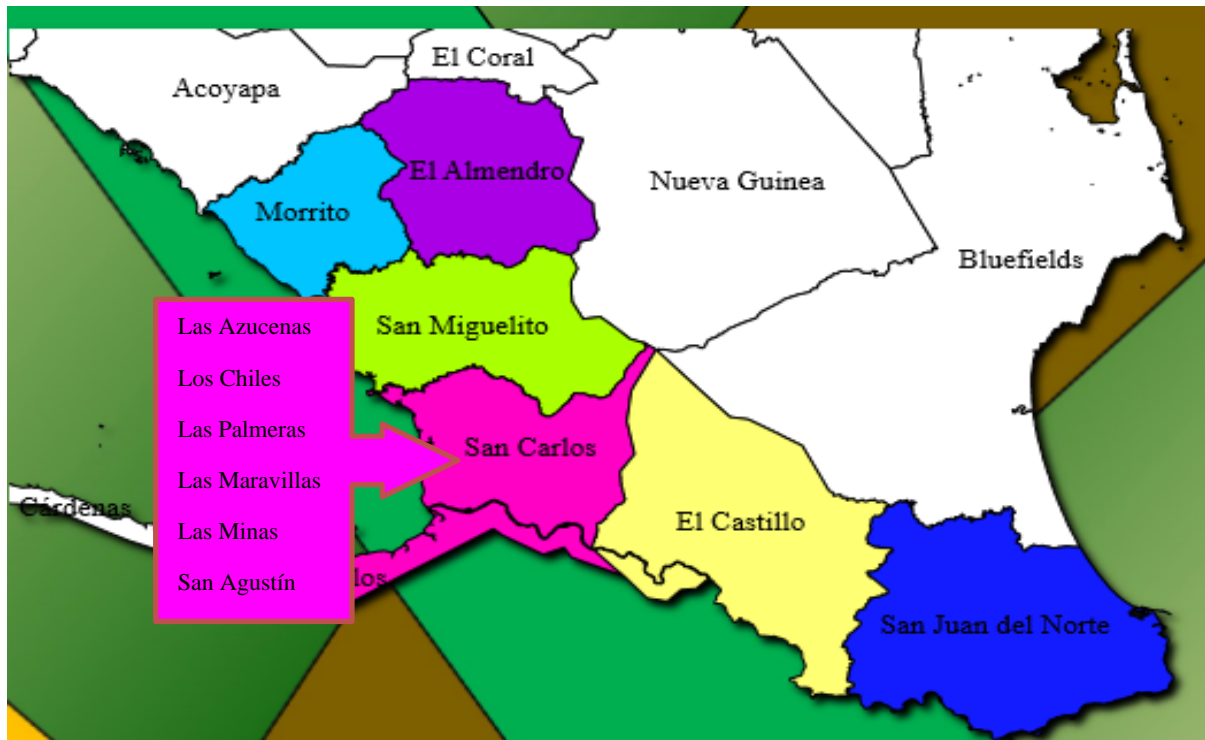 El Coral
Acoyapa
El Almendro
Nueva Guinea
Morrito
Bluefields
San Miguelito
Las Azucenas
Los Chiles
Las Palmeras
Las Maravillas
Las Minas
San Agustín
San Carlos
Cárdenas
El Castillo
los
San Juan del Norte